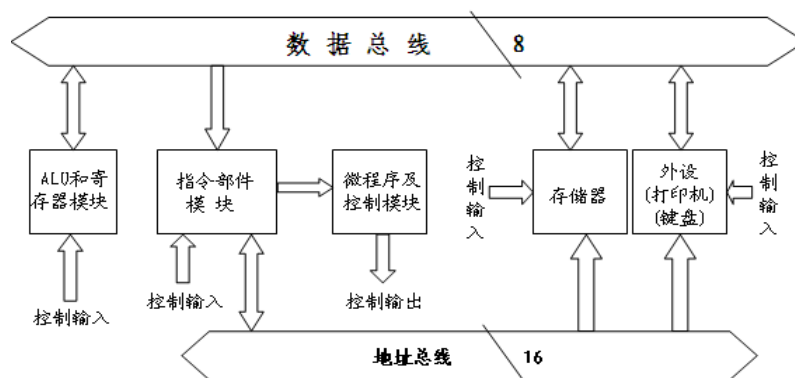 数据总线 8
ALU和寄
存器模块
指令部件
模 块
微程序及
控制模块
控制输入
存储器
外设
(打印机)
(键盘)
控制输入
控制输入
控制输入
控制输出
地址总线 16